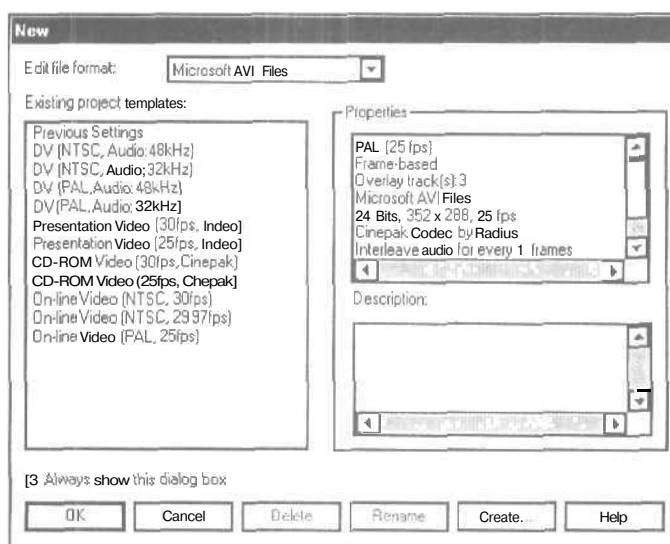 New
Edit file format:
Microsoft AVI Files
Existing project templates:
Previous Settings
DV (NTSC, Audio: 48kHz)
DV (NTSC, Audio; 32kHz)
DV (PAL, Audio: 48kHz)
DV (PAL, Audio: 32kHz]
Presentation Video (30fps, Indeo]
Presentation Video (25fps, Indeo]
CD-ROM Video (30fps, Cinepak)
CD-ROM Video (25fps, Chepak]
On-line Video (NTSC, 30fps)
On-line Video (NTSC, 29 97fps)
On-line Video (PAL, 25fps)
Properties
PAL (25 fps)
Frame-based
Overlay track(s): 3
Microsoft AVI Files
24 Bits, 352 x 288, 25 fps
Cinepak Codec by Radius
Interleave audio for every 1 frames
Description:
[3 Always show this dialog box
OK
Cancel
Delete
Rename
Create...
Help